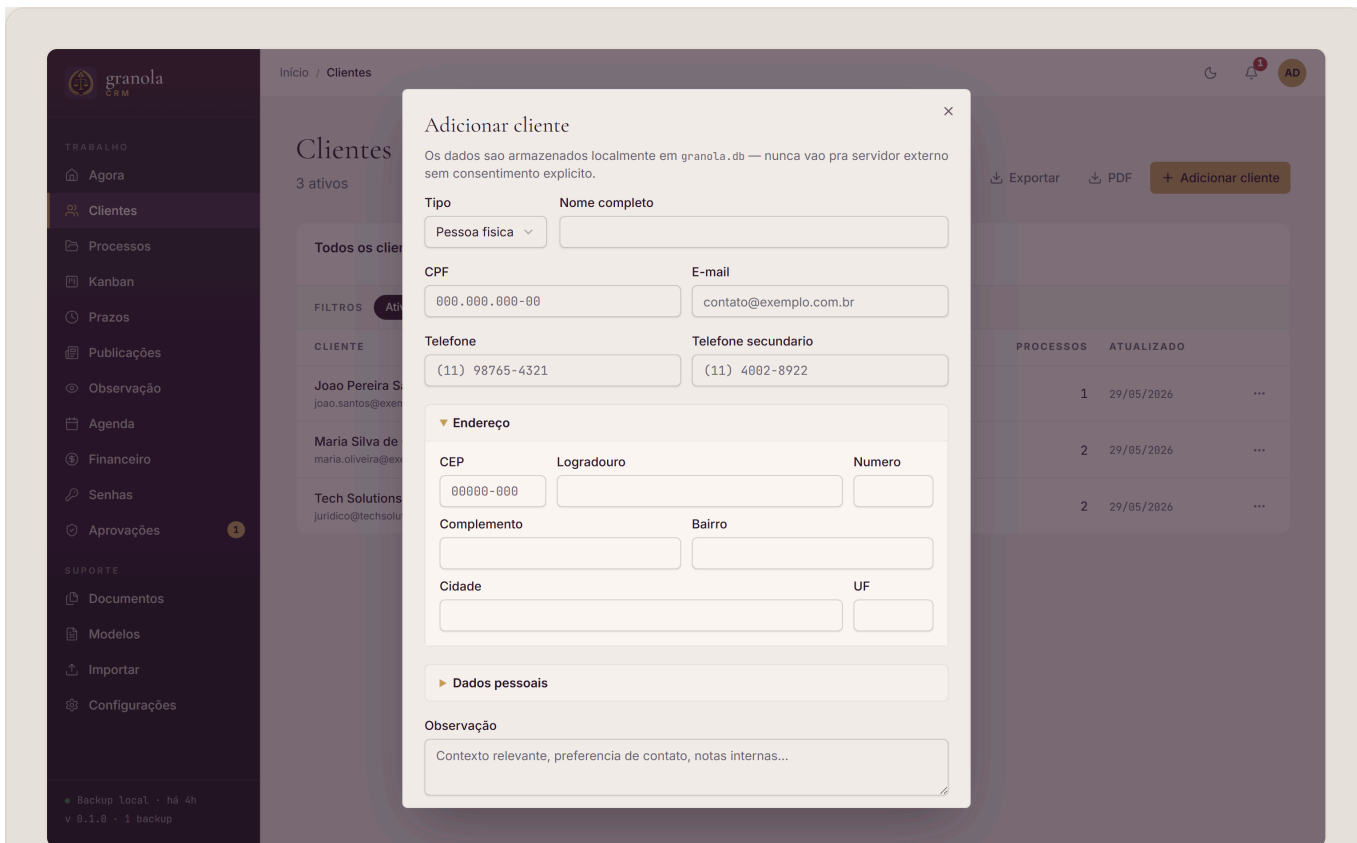 granola
CRM
TRABALHO
Agora
Clientes
Processos
Kanban
Prazos
Publicações
Observação
Agenda
Financeiro
Senhas
Aprovações 1
SUPORTE
Documentos
Modelos
Importar
Configurações
Backup local · há 4h
v 0.1.0 · 1 backup
Início / Clientes
1
AD
Clientes
3 ativos
Exportar
PDF
+ Adicionar cliente
Todos os clie
FILTROS
CLIENTE PROCESSOS ATUALIZADO
Joao Pereira S 1 29/05/2026 ···
joao.santos@exe
Maria Silva de 2 29/05/2026 ···
maria.oliveira@ex
Tech Solutions 2 29/05/2026 ···
juridico@techsolu
Adicionar cliente
Os dados sao armazenados localmente em granola.db — nunca vao pra servidor externo
sem consentimento explicito.
Tipo Nome completo
Pessoa fisica
CPF E-mail
000.000.000-00 contato@exemplo.com.br
Telefone Telefone secundario
(11) 98765-4321 (11) 4002-8922
Endereço
CEP Logradouro Numero
00000-000
Complemento Bairro
Cidade UF
Dados pessoais
Observação
Contexto relevante, preferencia de contato, notas internas...